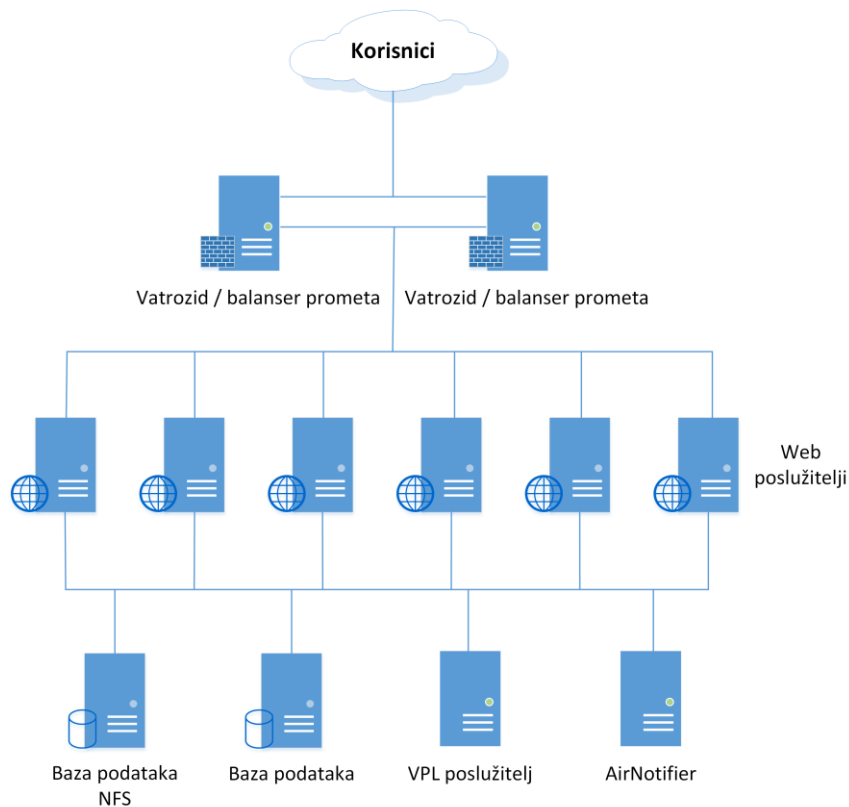 Korisnici
Vatrozid / balanser prometa
Vatrozid / balanser prometa
Web
poslužitelji
Baza podataka
NFS
Baza podataka
VPL poslužitelj
AirNotifier